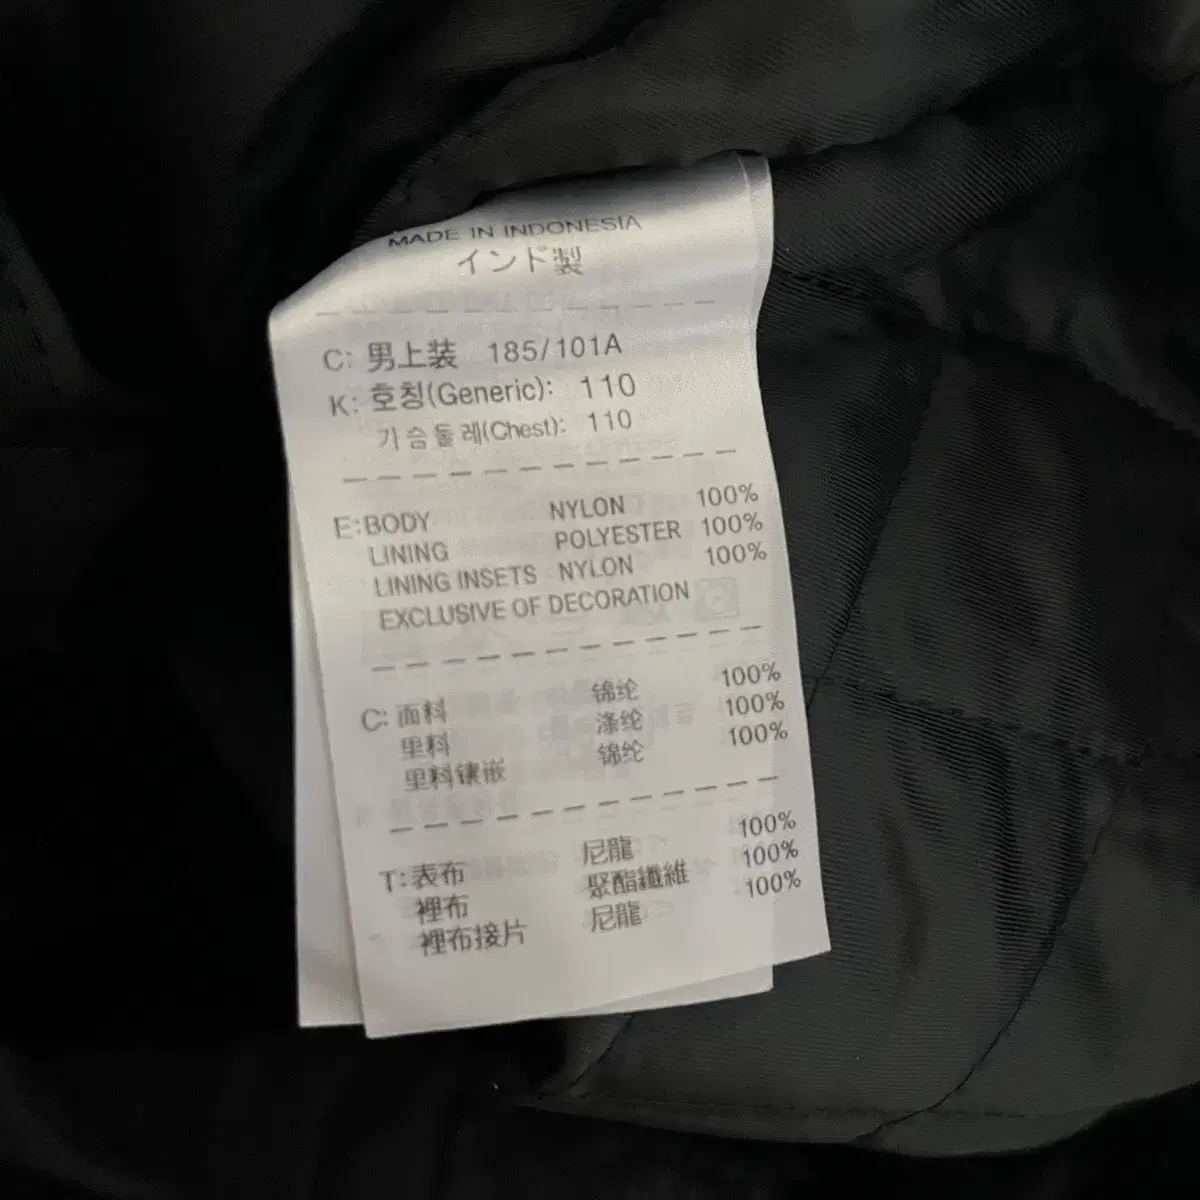 MADE IN INDONESIA
インド製
C: 男上装 185/101A
K: 호칭(Generic): 110
가슴둘레(Chest): 110
E: BODY NYLON 100%
LINING POLYESTER 100%
LINING INSETS NYLON 100%
EXCLUSIVE OF DECORATION
C: 面料 锦纶 100%
里料 涤纶 100%
里料镶嵌 锦纶 100%
T: 表布 尼龍 100%
裡布 聚酯纖維 100%
裡布接片 尼龍 100%